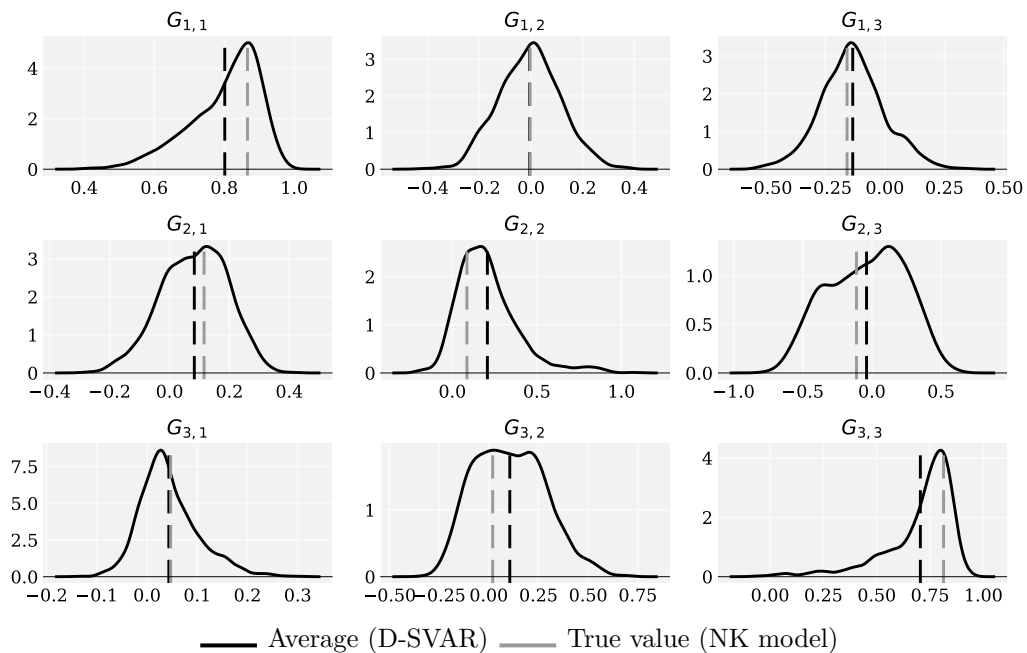 G1,1
G1,2
G1,3
4
2
0
3
2
1
0
3
2
1
0
0.4 0.6 0.8 1.0
−0.4 −0.2 0.0 0.2 0.4
−0.50 −0.25 0.00 0.25 0.50
G2,1
G2,2
G2,3
3
2
1
0
2
1
0
1.0
0.5
0.0
−0.4 −0.2 0.0 0.2 0.4
0.0 0.5 1.0
−1.0 −0.5 0.0 0.5
G3,1
G3,2
G3,3
7.5
5.0
2.5
0.0
1
0
4
2
0
−0.2 −0.1 0.0 0.1 0.2 0.3
−0.50 −0.25 0.00 0.25 0.50 0.75
0.00 0.25 0.50 0.75 1.00
Average (D-SVAR) True value (NK model)